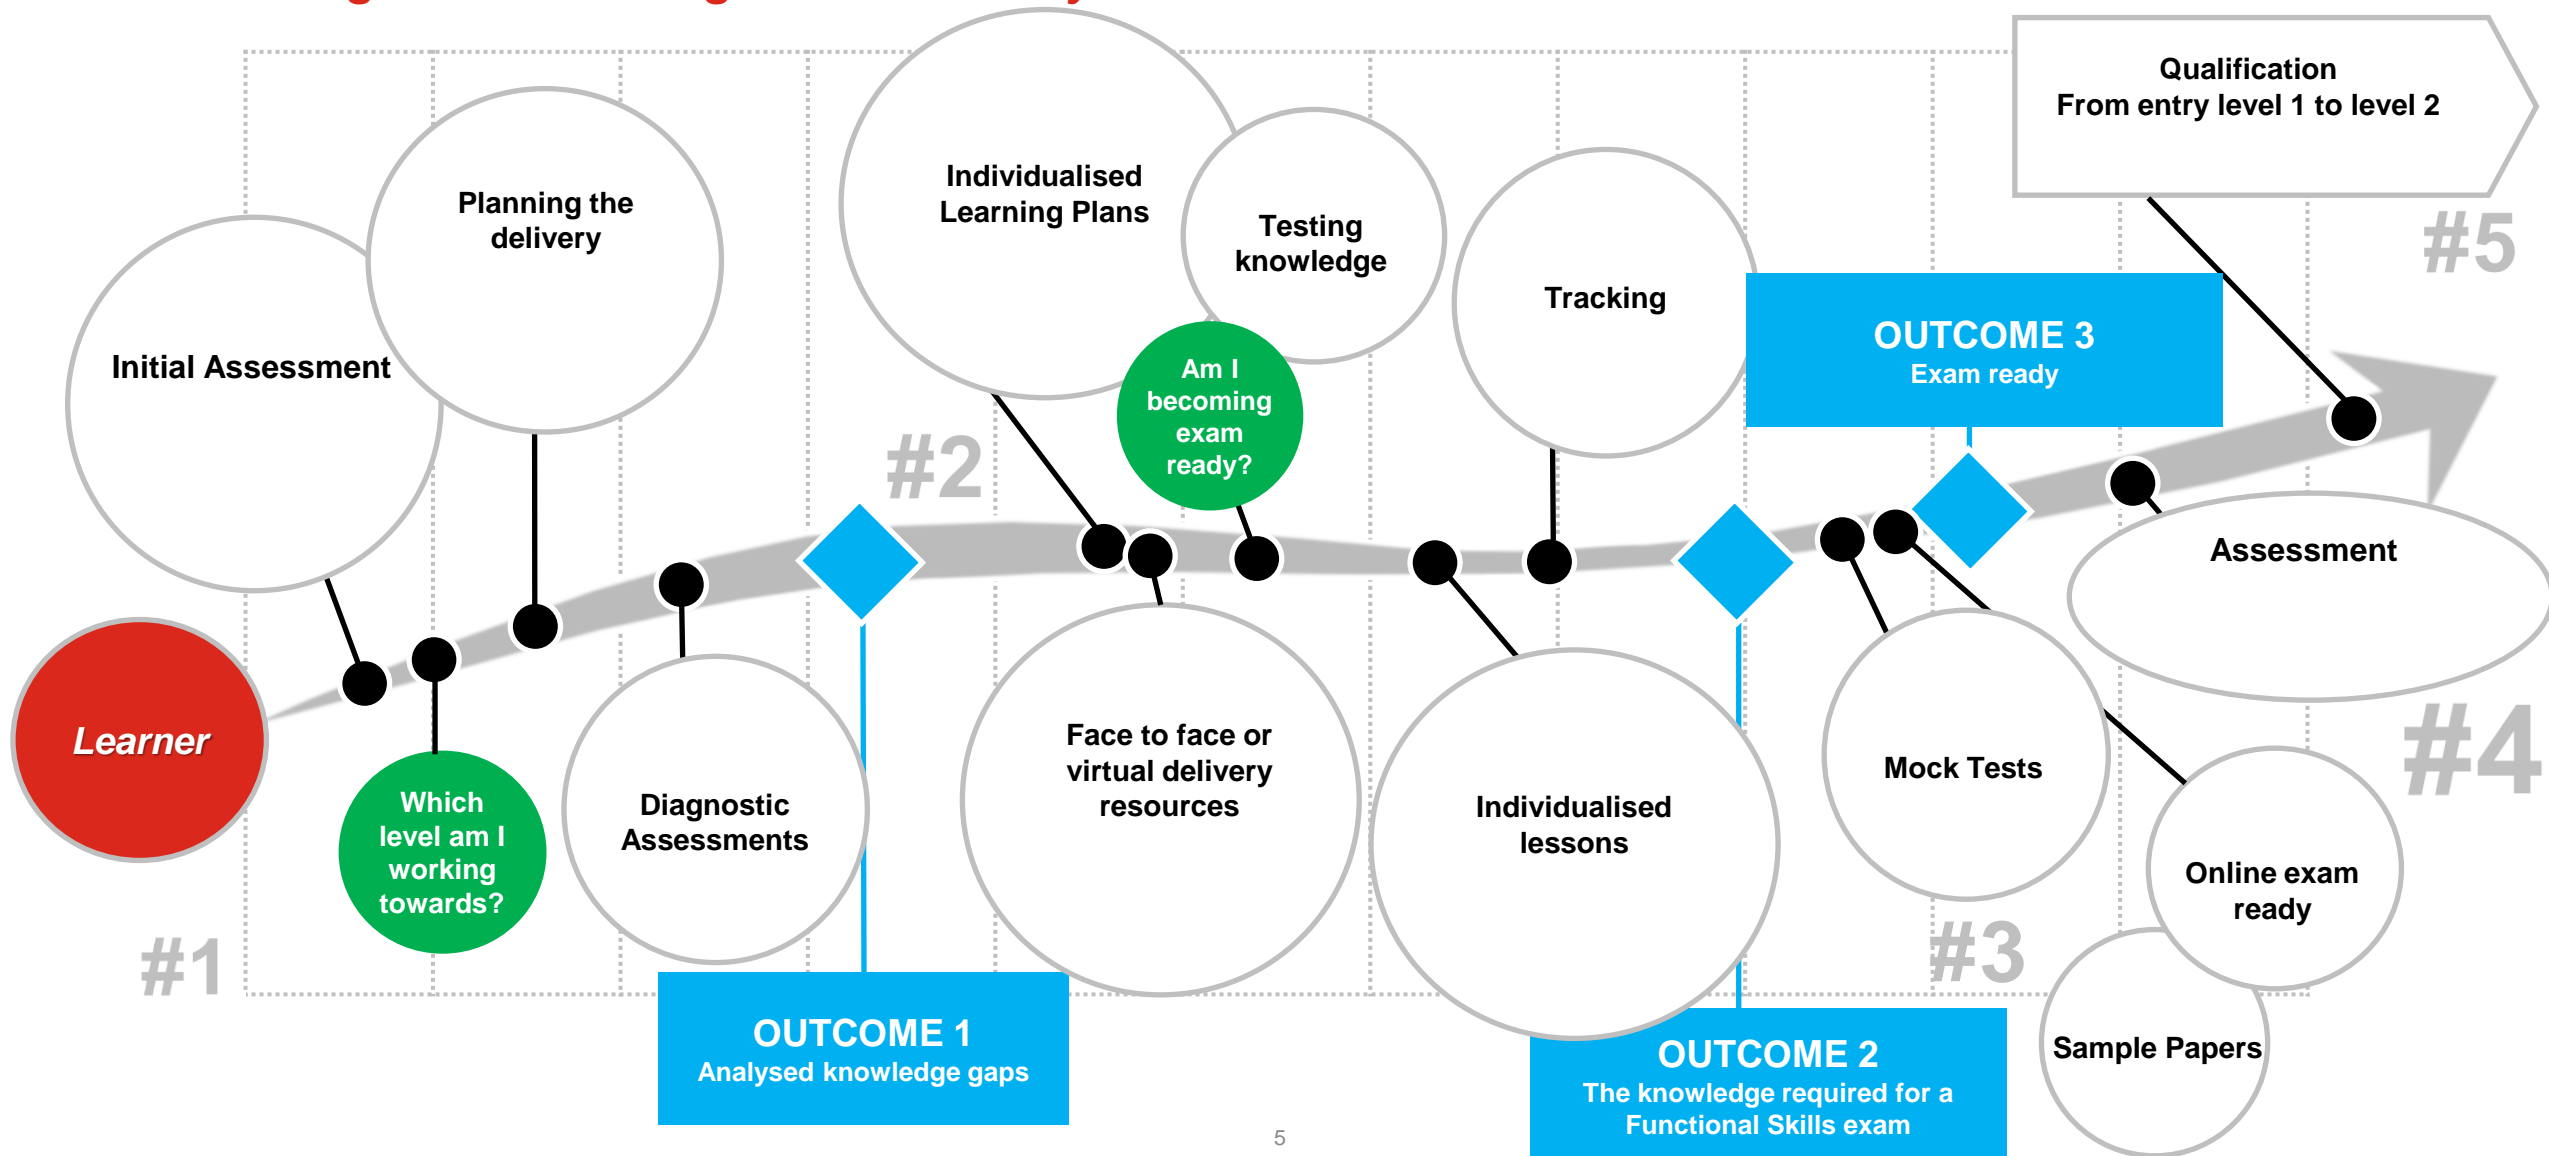 Qualification
From entry level 1 to level 2
#5
Individualised
Learning Plans
Planning the
delivery
Testing
knowledge
Tracking
OUTCOME 3
Exam ready
Initial Assessment
Am I
becoming
exam
ready?
#2
Assessment
Learner
Which
level am I
working
towards?
Diagnostic
Assessments
Face to face or
virtual delivery
resources
Individualised
lessons
Mock Tests
#4
Online exam
ready
#1
#3
OUTCOME 1
Analysed knowledge gaps
OUTCOME 2
The knowledge required for a
Functional Skills exam
Sample Papers
5